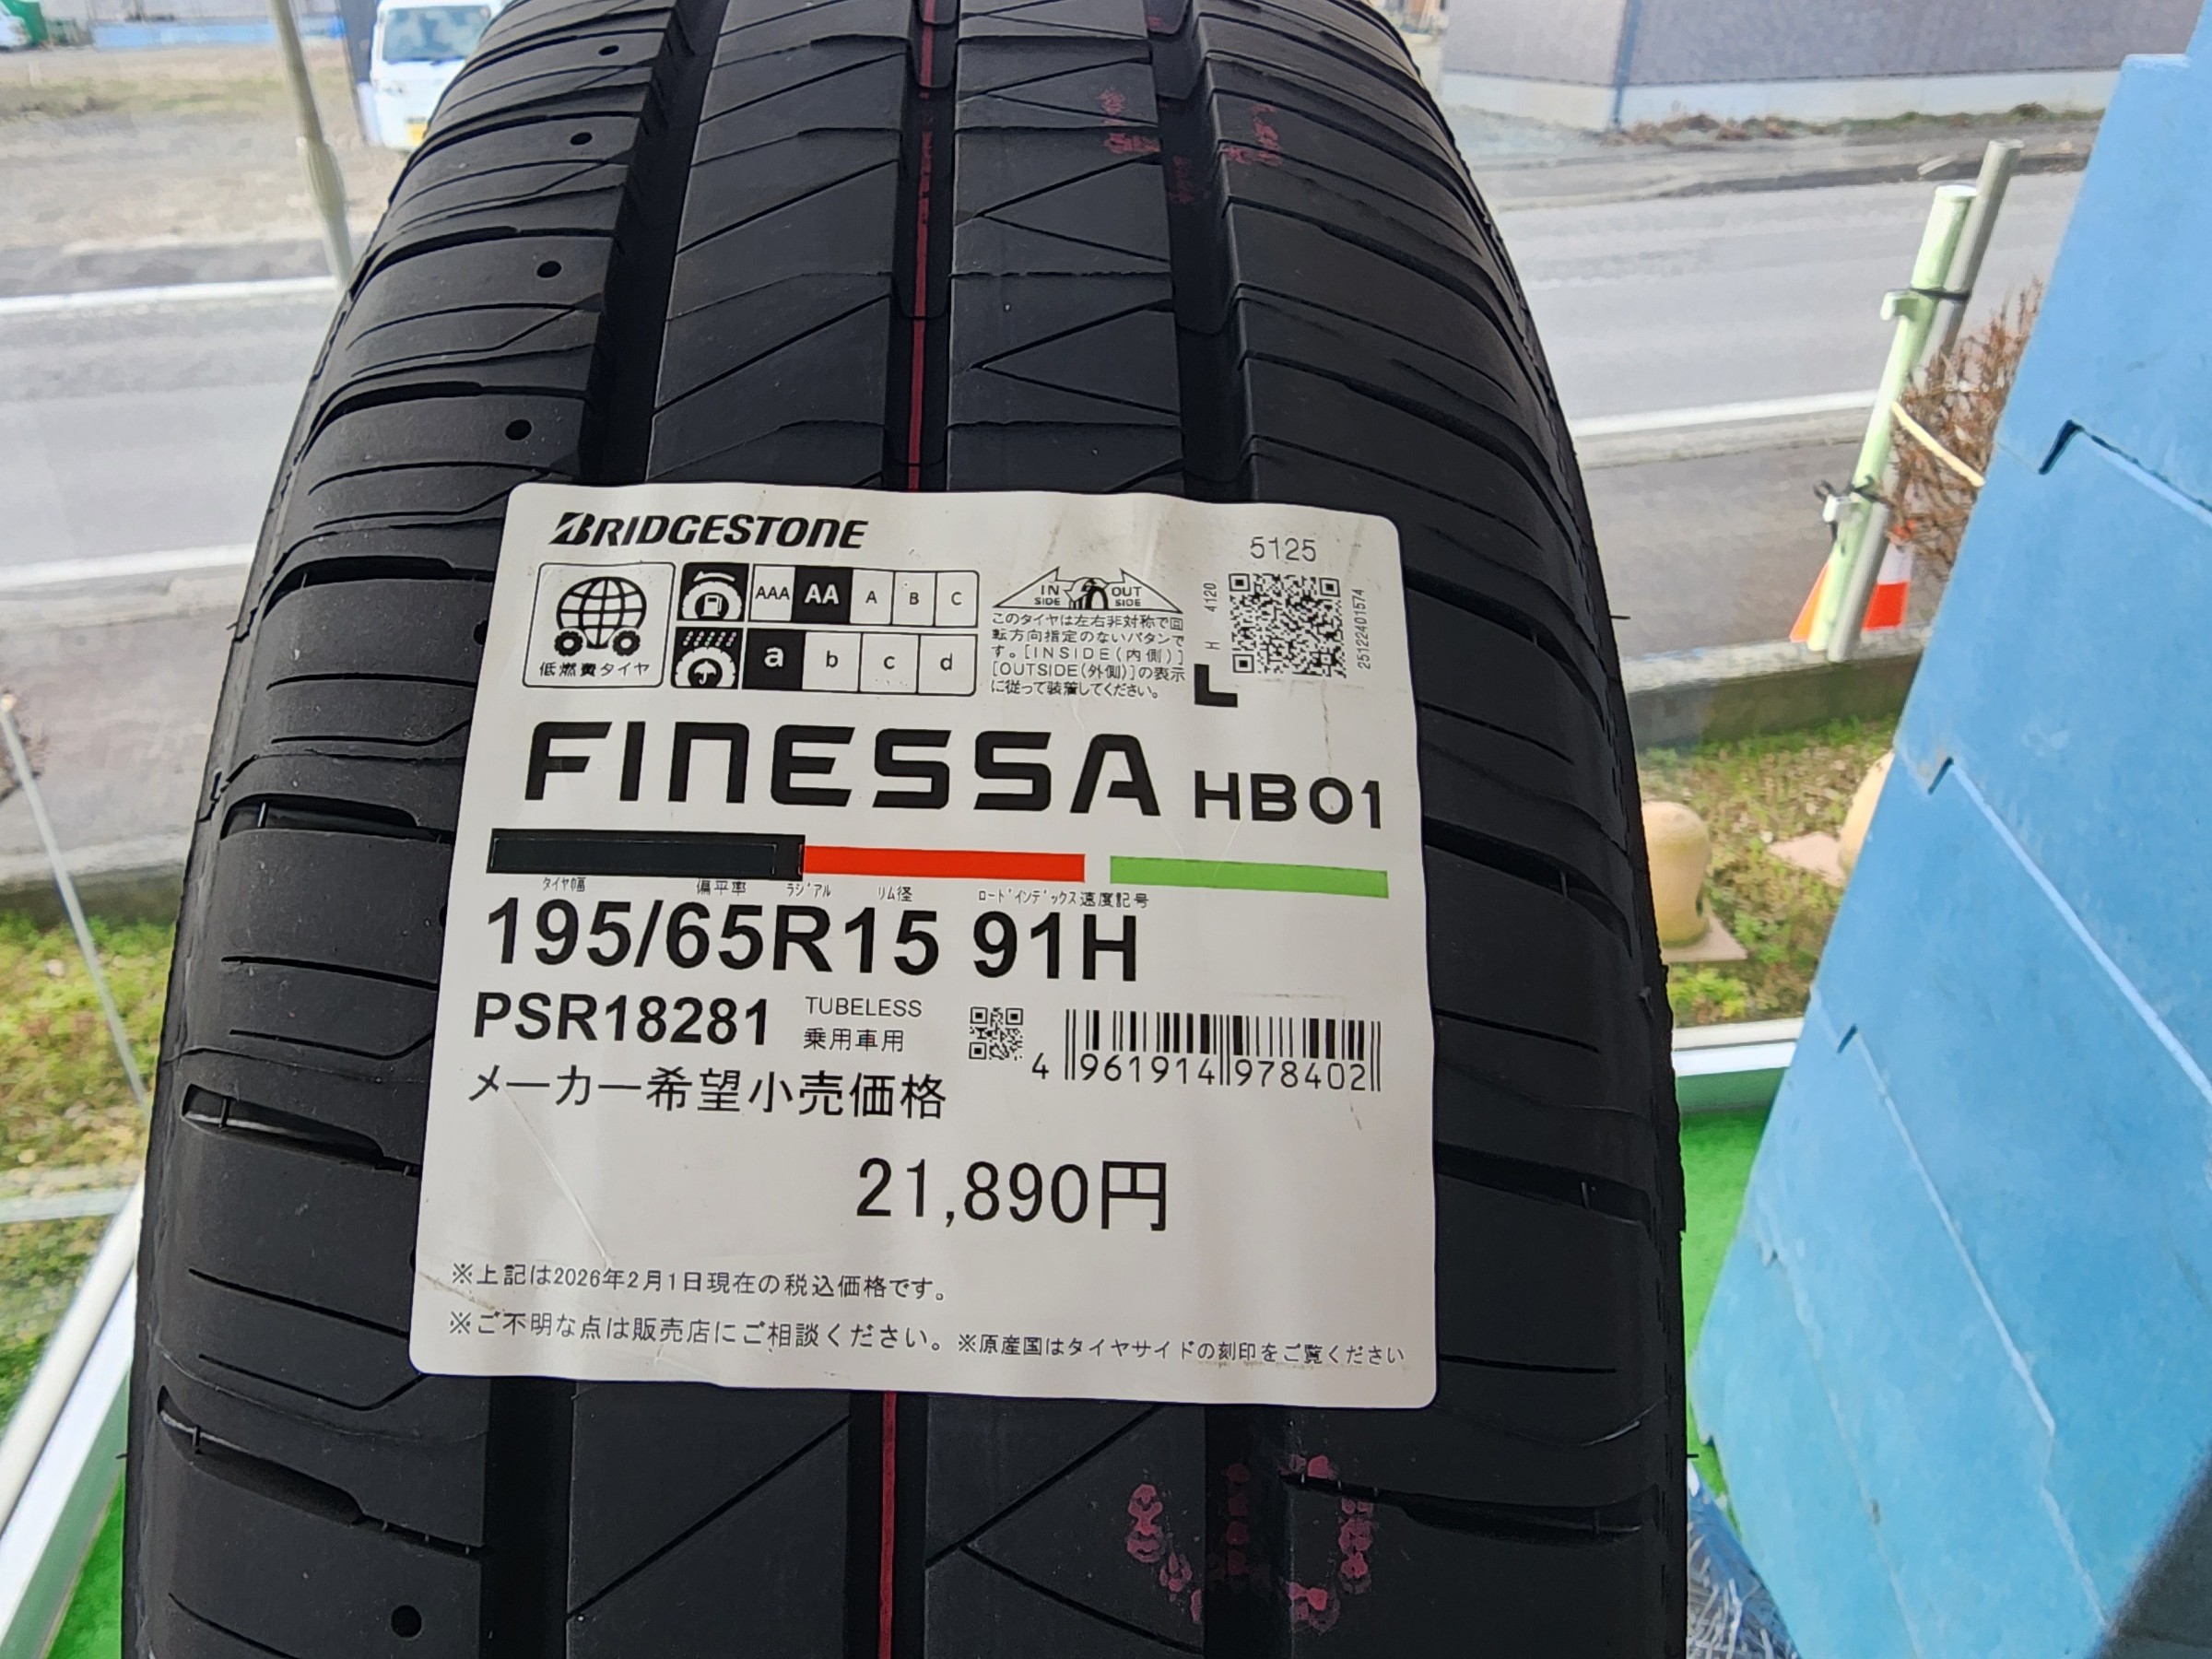 BRIDGESTONE
5125
低燃費タイヤ
AAA AA A B C
a b c d
IN SIDE OUT SIDE
このタイヤは左右非対称で回
転方向指定のないパタンで
す。[INSIDE(内側)]
[OUTSIDE(外側)]の表示
に従って装着してください。
H 4120
25122401574
L
FINESSA HB01
タイヤ幅 偏平率 ラジアル リム径 ロードインデックス 速度記号
195/65R15 91H
PSR18281 TUBELESS
乗用車用
4 961914 978402
メーカー希望小売価格
21,890円
※上記は2026年2月1日現在の税込価格です。
※ご不明な点は販売店にご相談ください。※原産国はタイヤサイドの刻印をご覧ください